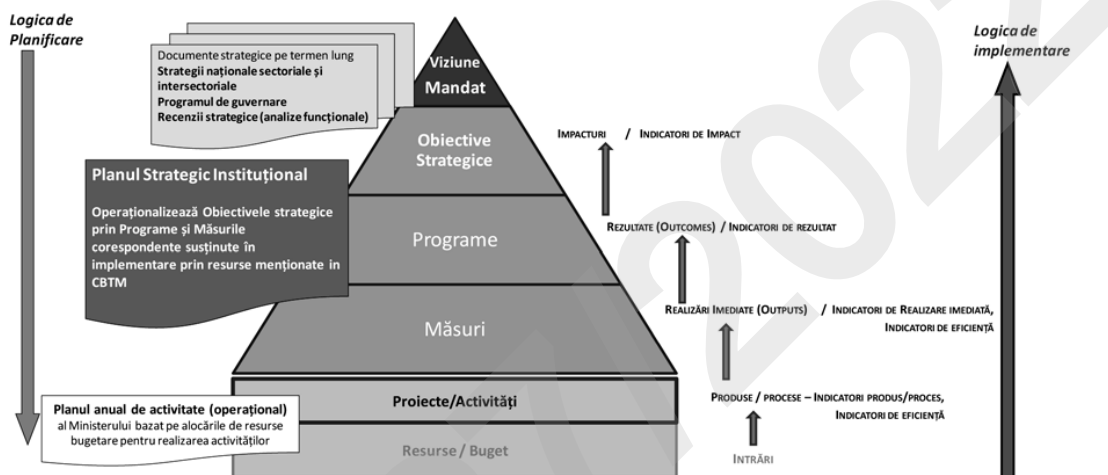 Logica de
Planificare
Documente strategice pe termen lung
Strategii naționale sectoriale și
intersectoriale
Programul de guvernare
Recenzii strategice (analize funcționale)
Planul Strategic Instituțional
Operaționalizează Obiectivele strategice
prin Programe și Măsurile
corespondente susținute în
implementare prin resurse menționate in
CBTM
Planul anual de activitate (operațional)
al Ministerului bazat pe alocările de resurse
bugetare pentru realizarea activităților
Viziune
Mandat
Obiective
Strategice
Programe
Măsuri
Proiecte/Activități
Resurse / Buget
Logica de
implementare
IMPACTURI / INDICATORI DE IMPACT
REZULTATE (OUTCOMES) / INDICATORI DE REZULTAT
REALIZĂRI IMEDIATE (OUTPUTS) / INDICATORI DE REALIZARE IMEDIATĂ,
INDICATORI DE EFICIENȚĂ
PRODUSE / PROCESE – INDICATORI PRODUS/PROCES,
INDICATORI DE EFICIENȚĂ
INTRĂRI